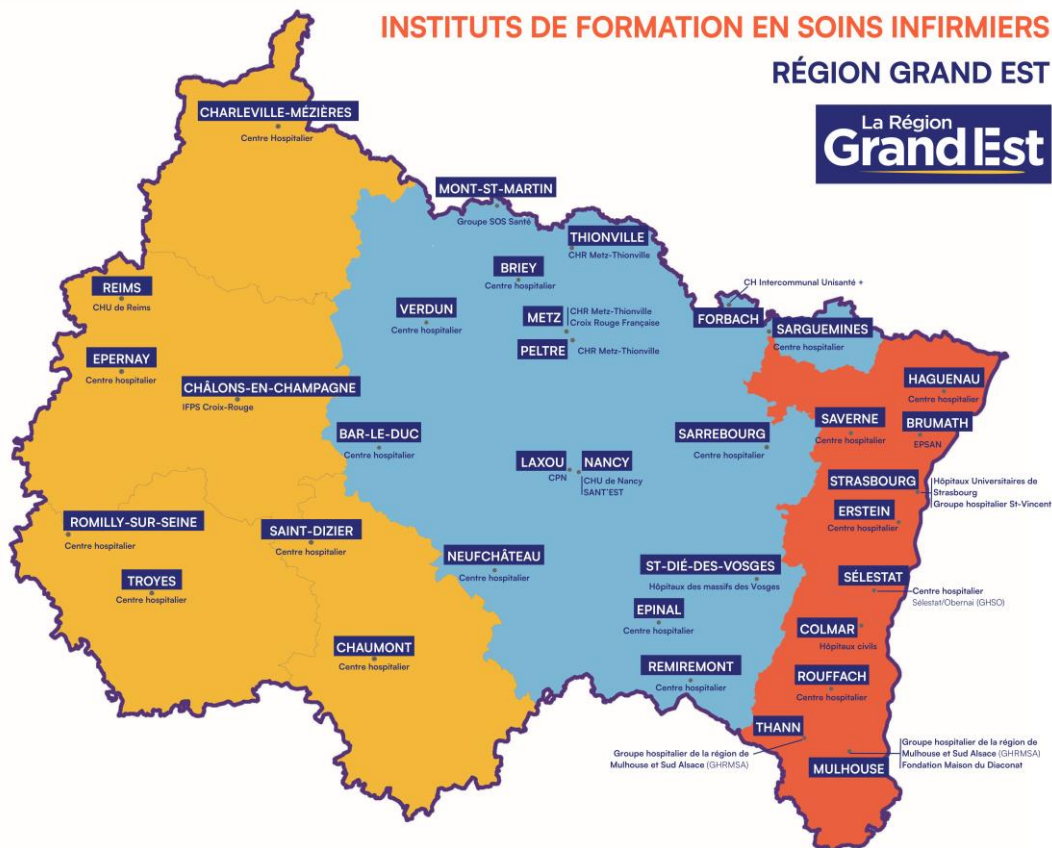 INSTITUTS DE FORMATION EN SOINS INFIRMIERS
RÉGION GRAND EST
La Région
Grand Est
CHARLEVILLE-MÉZIÈRES
Centre Hospitalier
MONT-ST-MARTIN
Groupe SOS Santé
THIONVILLE
CHR Metz-Thionville
BRIEY
Centre hospitalier
REIMS
CHU de Reims
VERDUN
Centre hospitalier
METZ
CHR Metz-Thionville
Croix Rouge Française
PELTRE
CHR Metz-Thionville
CH Intercommunal Unisanté +
FORBACH
SARGUEMINES
Centre hospitalier
EPERNAY
Centre hospitalier
CHÂLONS-EN-CHAMPAGNE
IFPS Croix-Rouge
HAGUENAU
Centre hospitalier
BAR-LE-DUC
Centre hospitalier
SARREBOURG
Centre hospitalier
SAVERNE
Centre hospitalier
BRUMATH
EPSAN
LAXOU
CPN
NANCY
CHU de Nancy
SANT'EST
STRASBOURG
Hôpitaux Universitaires de
Strasbourg
Groupe hospitalier St-Vincent
ERSTEIN
Centre hospitalier
ROMILLY-SUR-SEINE
Centre hospitalier
SAINT-DIZIER
Centre hospitalier
NEUFCHÂTEAU
Centre hospitalier
ST-DIÉ-DES-VOSGES
Hôpitaux des massifs des Vosges
SÉLESTAT
Centre hospitalier
Sélestat/Obernai (GHSO)
TROYES
Centre hospitalier
EPINAL
Centre hospitalier
COLMAR
Hôpitaux civils
CHAUMONT
Centre hospitalier
REMIREMONT
Centre hospitalier
ROUFFACH
Centre hospitalier
THANN
Groupe hospitalier de la région de
Mulhouse et Sud Alsace (GHRMSA)
MULHOUSE
Groupe hospitalier de la région de
Mulhouse et Sud Alsace (GHRMSA)
Fondation Maison du Diaconat